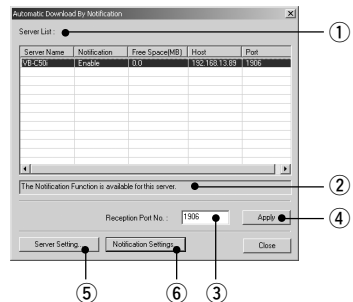 Automatic Download By Notification
Server List :
①
Server Name Notification Free Space(MB) Host Port
VB-C50i Enable 0.0 192.168.13.89 1906
The Notification Function is available for this server.
②
Reception Port No. : 1906 Apply
④
Server Setting... Notification Settings... Close
⑤ ⑥ ③